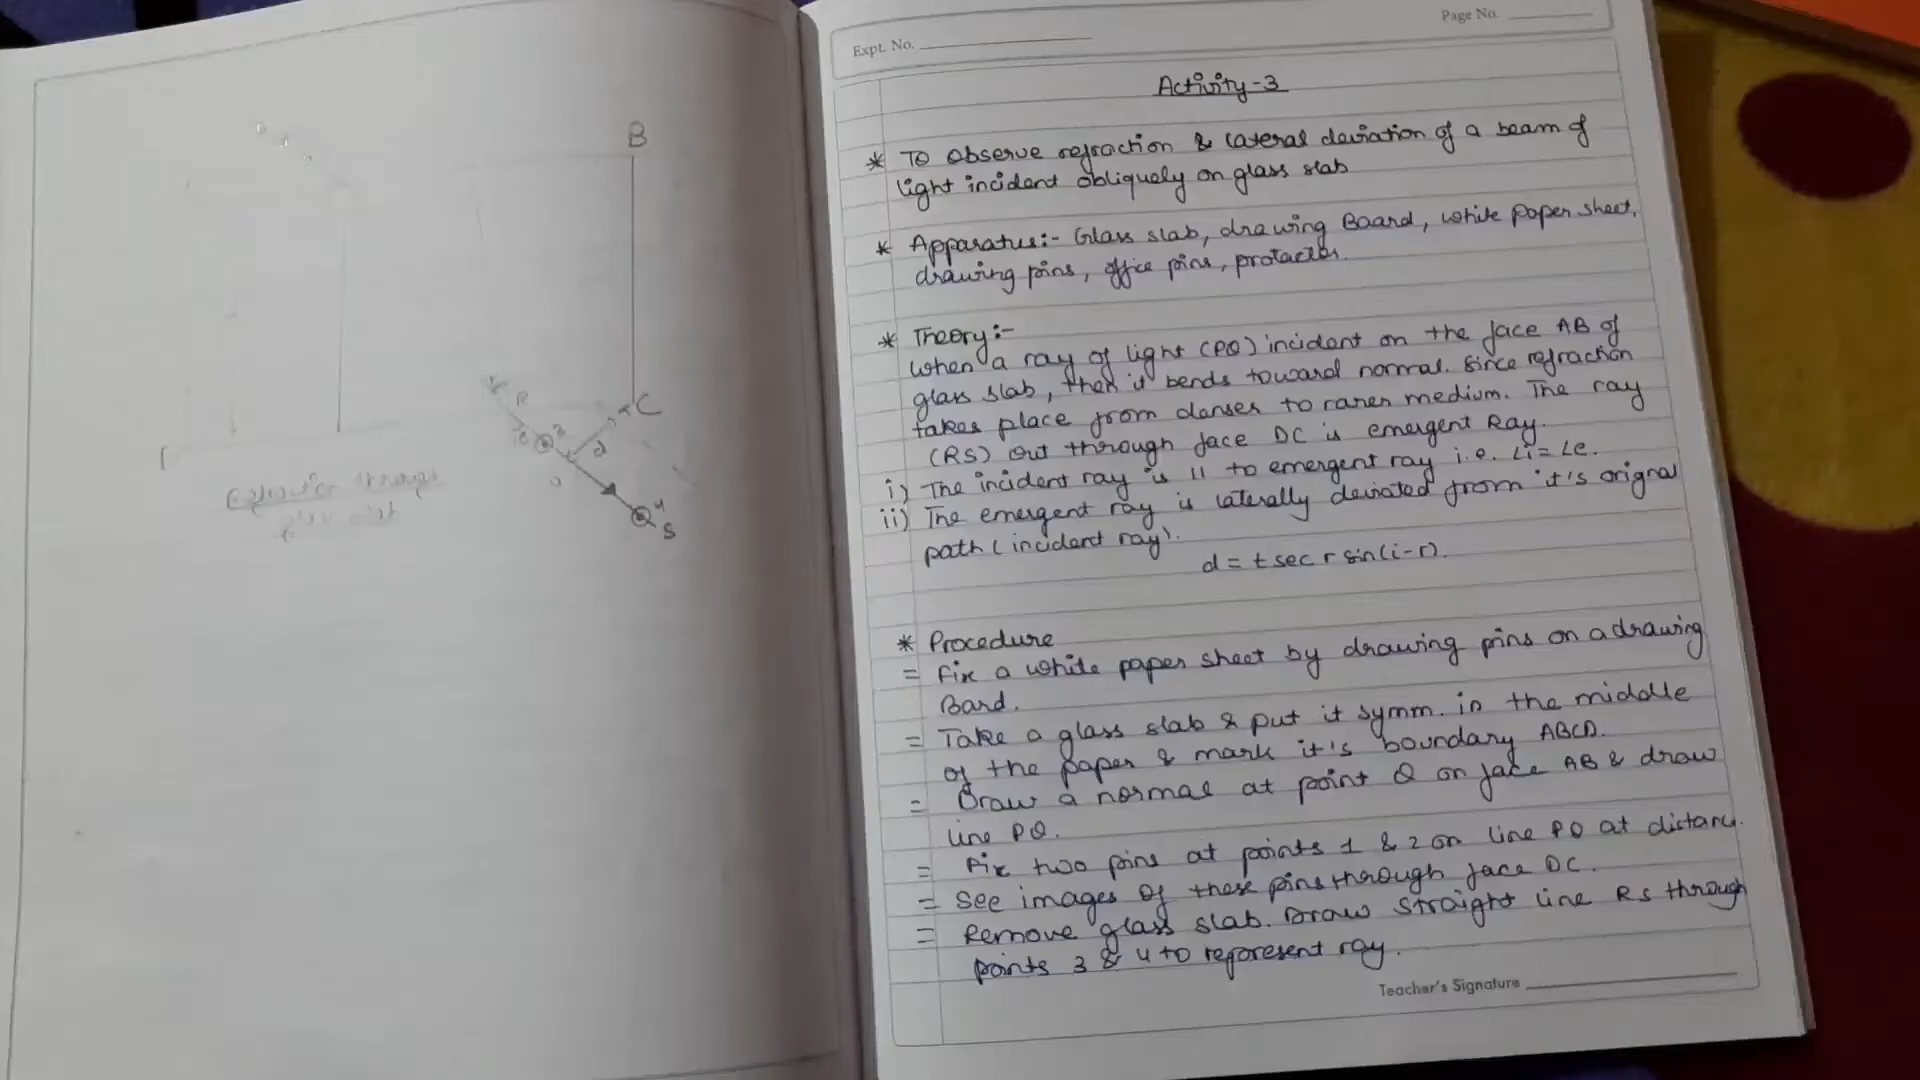 B
C
R
3
e
d
4
S
Expt. No.
Page No.
Activity-3
* To observe refraction & lateral deviation of a beam of
light incident obliquely on glass slab
* Apparatus:- Glass slab, drawing Board, white paper sheet,
drawing pins, office pins, protactor.
* Theory:-
When a ray of light (PQ) incident on the face AB of
glass slab, then it bends toward normal. Since refraction
takes place from denser to rarer medium. The ray
(RS) out through face DC is emergent Ray.
i) The incident ray is 11 to emergent ray i.e. ∠i = ∠e.
ii) The emergent ray is laterally deviated from it's orignal
path (incident ray).
d = t sec r sin(i-r).
* Procedure
= Fix a white paper sheet by drawing pins on a drawing
Bard.
= Take a glass slab & put it symm. in the middle
of the paper & mark it's boundary ABCD.
= Draw a normal at point Q on face AB & draw
line PQ.
= Fix two pins at points 1 & 2 on line PQ at distanc.
= See images of these pins through face DC.
= Remove glass slab. Draw straight line RS through
points 3 & 4 to represent ray.
Teacher's Signature